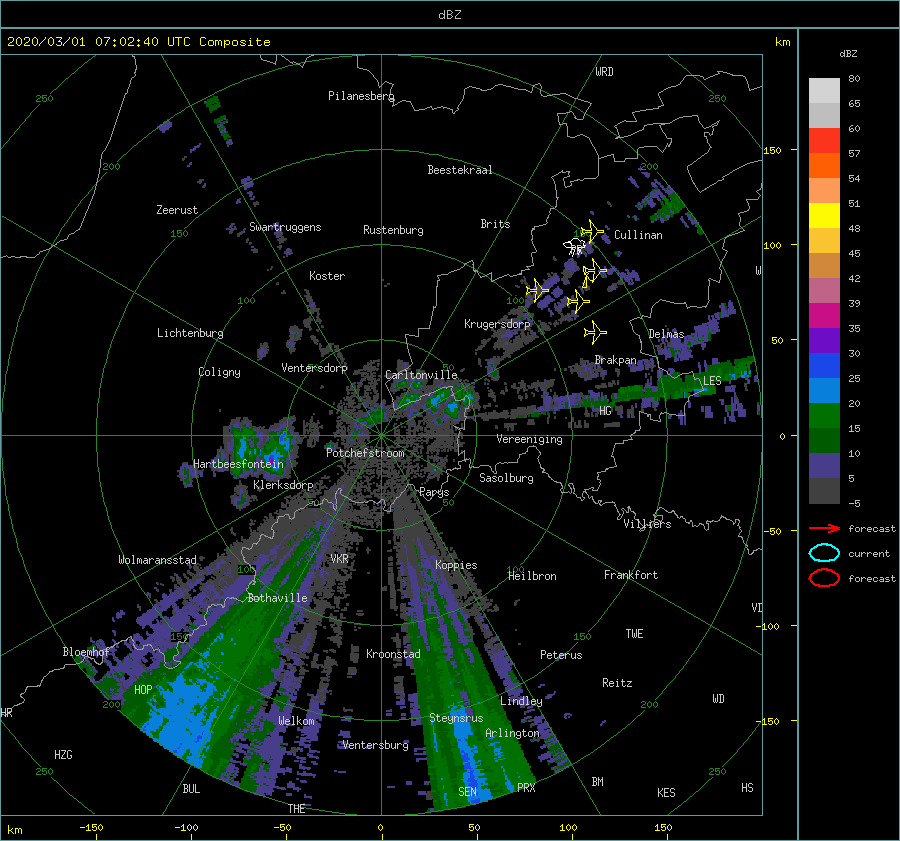 dBZ
2020/03/01 07:02:40 UTC Composite
km
dBZ
WRD
80
250
Pilanesberg
250
65
60
150
57
200
Beestekraal
200
54
51
Zeerust
150
Swartruggens
Rustenburg
Brits
Cullinan
48
100
45
Koster
42
100
100
39
Krugersdorp
35
Lichtenburg
Delmas
50
30
Brakpan
25
Coligny
Ventersdorp
Carltonville
LES
20
HG
15
Vereeniging
0
Potchefstroom
10
Hartbeesfontein
Sasolburg
5
Klerksdorp
Parys
-5
50
50
Villiers
forecast
-50
current
Wolmaransstad
VKR
Koppies
100
100
Heilbron
Frankfort
forecast
Bothaville
-100
150
150
TWE
Bloemhof
Kroonstad
Peterus
Reitz
HOP
WD
200
Lindley
200
HR
Welkom
Steynsrus
-150
Arlington
Ventersburg
HZG
250
250
BUL
SEN
PRX
BM
KES
HS
THE
km
-150
-100
-50
0
50
100
150